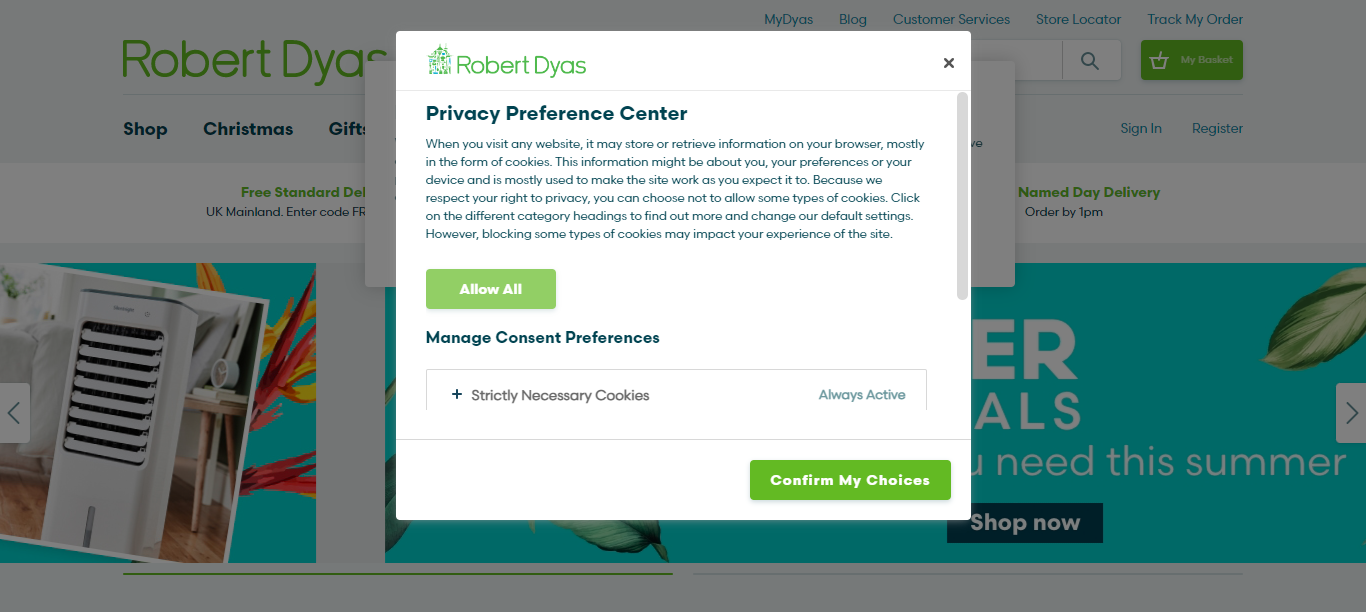 MyDyas Blog Customer Services Store Locator Track My Order
Robert Dyas
My Basket
Robert Dyas
Shop Christmas Gifts
Sign In Register
Privacy Preference Center
When you visit any website, it may store or retrieve information on your browser, mostly
in the form of cookies. This information might be about you, your preferences or your
device and is mostly used to make the site work as you expect it to. Because we
respect your right to privacy, you can choose not to allow some types of cookies. Click
on the different category headings to find out more and change our default settings.
However, blocking some types of cookies may impact your experience of the site.
Free Standard Del
UK Mainland. Enter code FR
Named Day Delivery
Order by 1pm
Allow All
Manage Consent Preferences
+ Strictly Necessary Cookies Always Active
Confirm My Choices
ER
ALS
u need this summer
Shop now